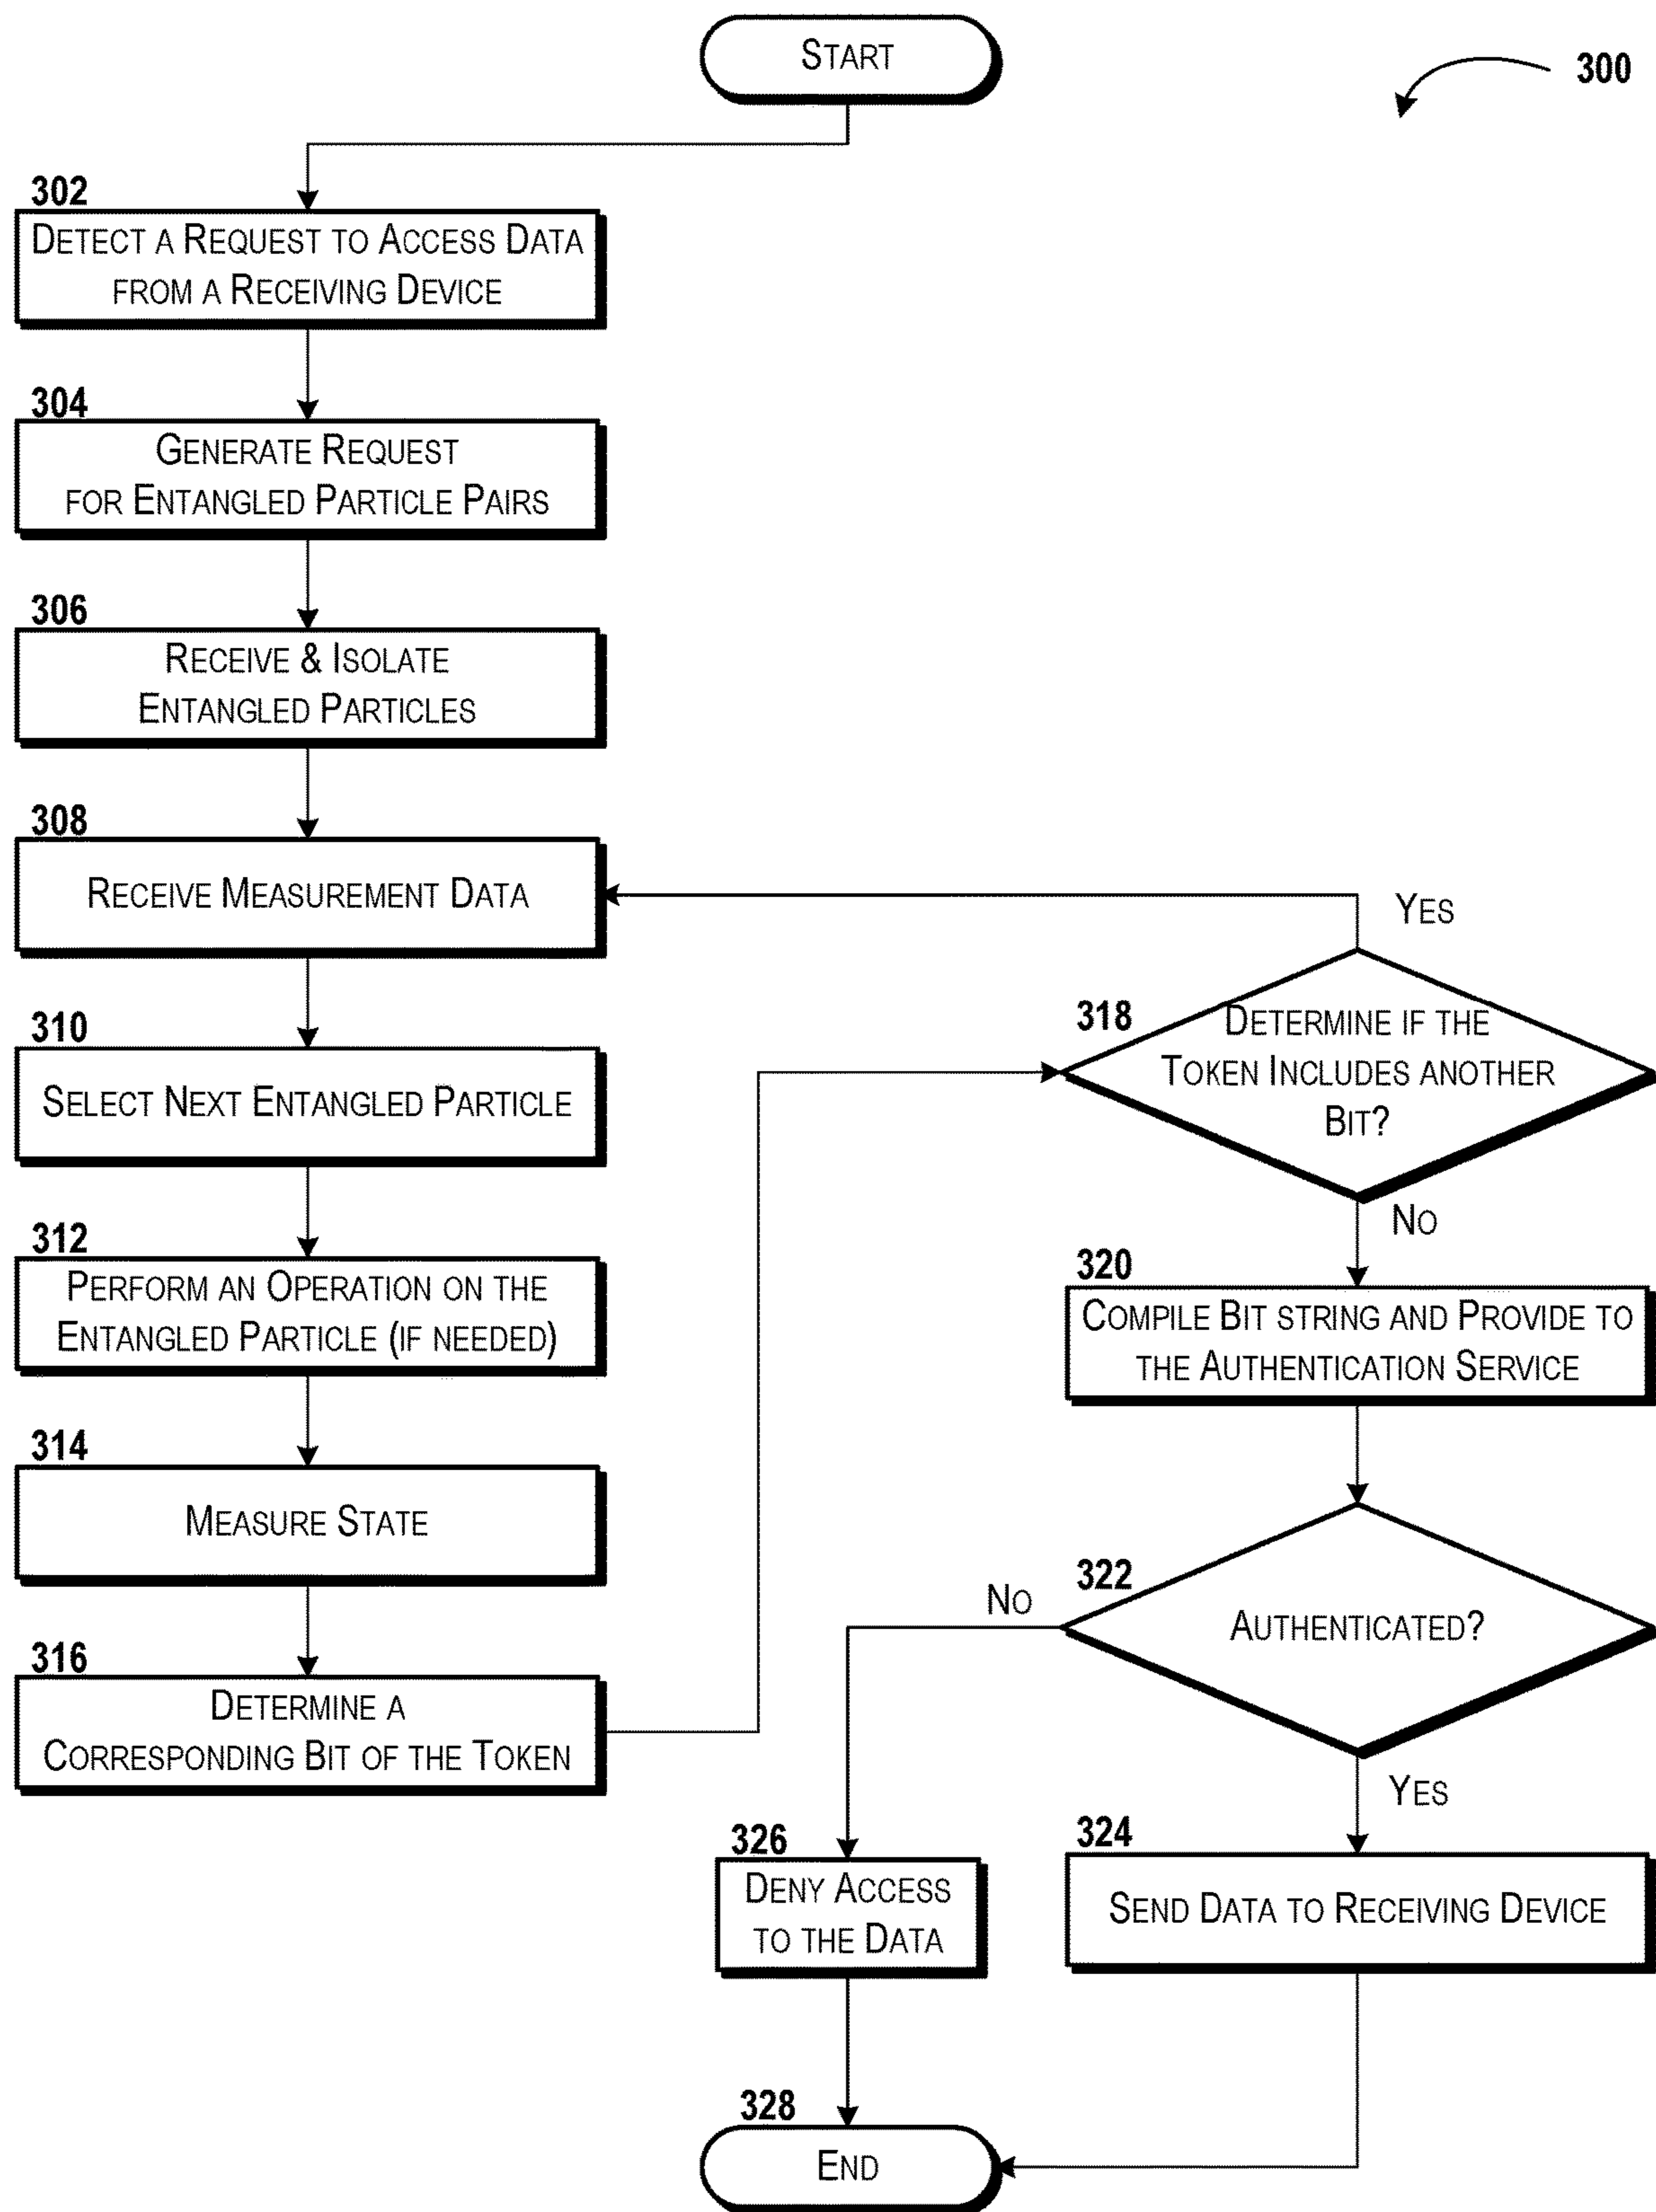 START
300
302
DETECT A REQUEST TO ACCESS DATA
FROM A RECEIVING DEVICE
304
GENERATE REQUEST
FOR ENTANGLED PARTICLE PAIRS
306
RECEIVE & ISOLATE
ENTANGLED PARTICLES
308
RECEIVE MEASUREMENT DATA
310
SELECT NEXT ENTANGLED PARTICLE
312
PERFORM AN OPERATION ON THE
ENTANGLED PARTICLE (IF NEEDED)
314
MEASURE STATE
316
DETERMINE A
CORRESPONDING BIT OF THE TOKEN
YES
318
DETERMINE IF THE
TOKEN INCLUDES ANOTHER
BIT?
NO
320
COMPILE BIT STRING AND PROVIDE TO
THE AUTHENTICATION SERVICE
322
AUTHENTICATED?
NO
YES
326
DENY ACCESS
TO THE DATA
324
SEND DATA TO RECEIVING DEVICE
328
END